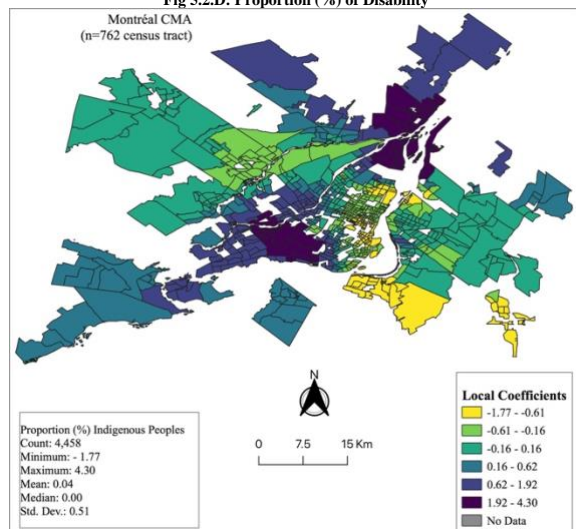 Fig 3.2.D: Proportion (%) of Disability
Montréal CMA
(n=762 census tract)
N
0 7.5 15 Km
Proportion (%) Indigenous Peoples
Count: 4,458
Minimum: - 1.77
Maximum: 4.30
Mean: 0.04
Median: 0.00
Std. Dev.: 0.51
Local Coefficients
-1.77 - -0.61
-0.61 - -0.16
-0.16 - 0.16
0.16 - 0.62
0.62 - 1.92
1.92 - 4.30
No Data